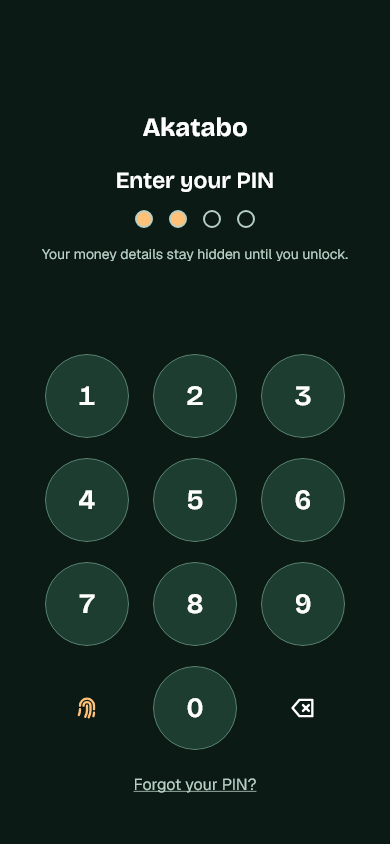 Akatabo
Enter your PIN
Your money details stay hidden until you unlock.
1 2 3
4 5 6
7 8 9
0
Forgot your PIN?